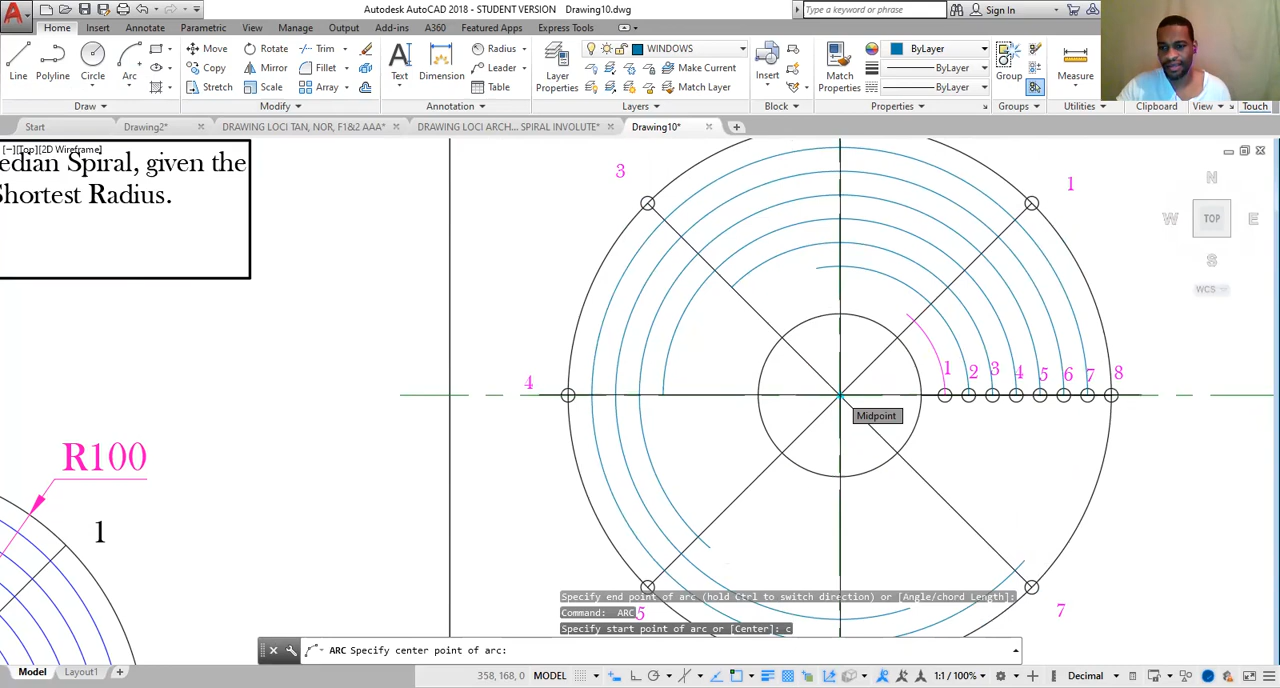 Autodesk AutoCAD 2018 - STUDENT VERSION Drawing10.dwg
Type a keyword or phrase
Sign In
Home Insert Annotate Parametric View Manage Output Add-ins A360 Featured Apps Express Tools
Move Rotate Trim Radius WINDOWS ByLayer
Line Polyline Circle Arc Copy Mirror Fillet Text Dimension Leader Layer Properties Make Current Insert Match Properties ByLayer Group Measure
Stretch Scale Array Table Match Layer ByLayer
Draw Modify Annotation Layers Block Properties Groups Utilities Clipboard View Touch
Start Drawing2* DRAWING LOCI TAN, NOR, F1&2 AAA* DRAWING LOCI ARCH... SPIRAL INVOLUTE* Drawing10*
[−][Top][2D Wireframe]
edian Spiral, given the
Shortest Radius.
3
1
N
W TOP E
S
WCS
4
1 2 3 4 5 6 7 8
Midpoint
R100
1
Specify end point of arc (hold Ctrl to switch direction) or [Angle/chord Length]:
Command: ARC
5
7
Specify start point of arc or [Center]: c
ARC Specify center point of arc:
Model Layout1
358, 168, 0 MODEL 1:1 / 100% Decimal